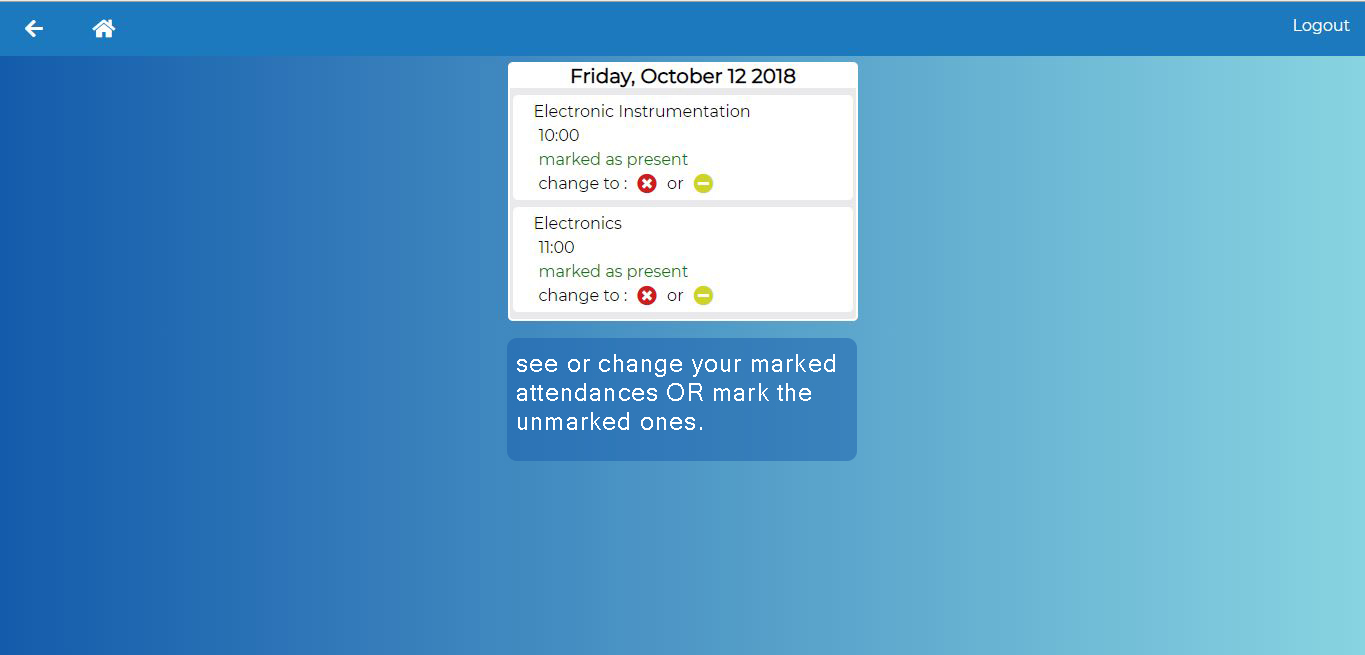 Logout
Friday, October 12 2018
Electronic Instrumentation
10:00
marked as present
change to : or
Electronics
11:00
marked as present
change to : or
see or change your marked
attendances OR mark the
unmarked ones.